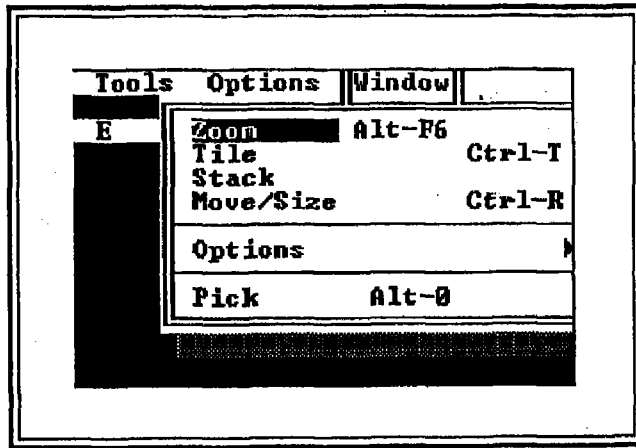 Tools Options Window
E
Zoom Alt-F6
Tile Ctrl-T
Stack
Move/Size Ctrl-R
Options
Pick Alt-0